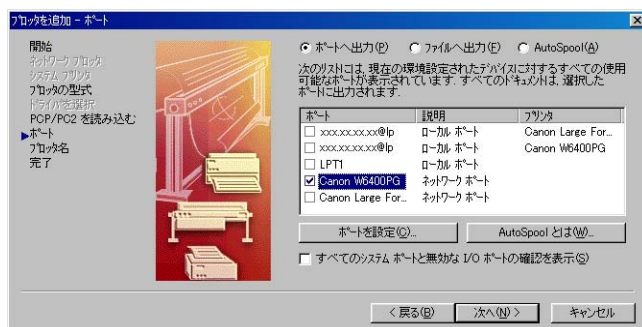 プロッタを追加 - ポート
開始
ネットワーク プロッタ
システム プリンタ
プロッタの型式
ドライバを選択
PCP/PC2 を読み込む
ポート
プロッタ名
完了
ポートへ出力(P) ファイルへ出力(F) AutoSpool(A)
次のリストには, 現在の環境設定されたデバイスに対するすべての使用
可能なポートが表示されています. すべてのドキュメントは, 選択した
ポートに出力されます.
ポート 説明 プリンタ
xxx.xx.xx.xx@lp ローカル ポート Canon Large For...
xxx.xx.xx.xx@lp ローカル ポート Canon W6400PG
LPT1 ローカル ポート
Canon W6400PG ネットワーク ポート
Canon Large For... ネットワーク ポート
ポートを設定(C)... AutoSpool とは(W)...
すべてのシステム ポートと無効な I/O ポートの確認を表示(S)
< 戻る(B) 次へ(N) > キャンセル